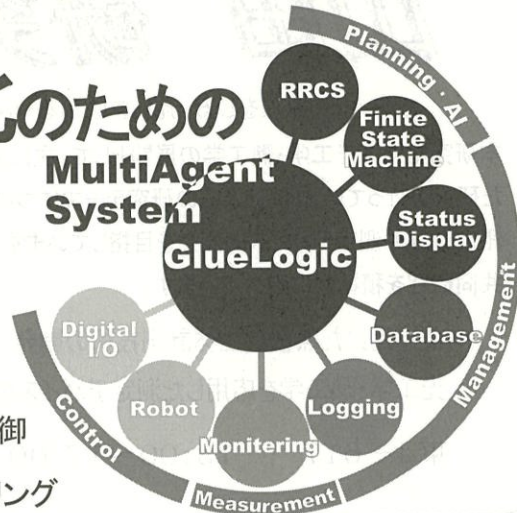 のための
MultiAgent
System
GlueLogic
RRCS
Finite
State
Machine
Status
Display
Database
Logging
Monitering
Robot
Digital
I/O
Planning・AI
Management
Measurement
Control
御
リング